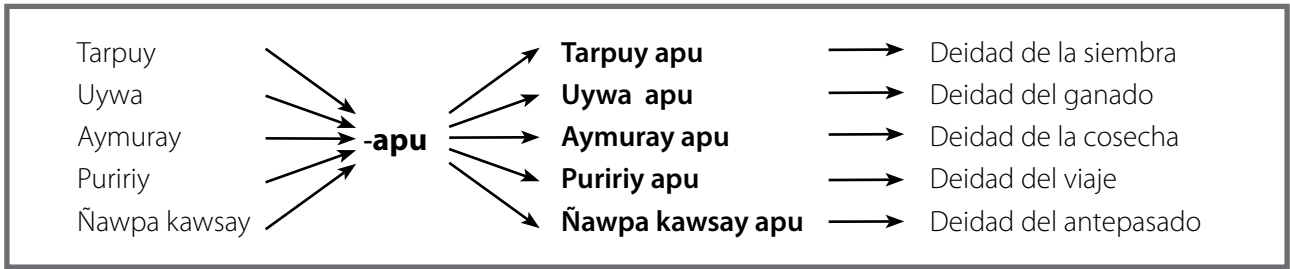 Tarpuy Tarpuy apu Deidad de la siembra
Uywa Uywa apu Deidad del ganado
Aymuray -apu Aymuray apu Deidad de la cosecha
Puririy Puririy apu Deidad del viaje
Ñawpa kawsay Ñawpa kawsay apu Deidad del antepasado